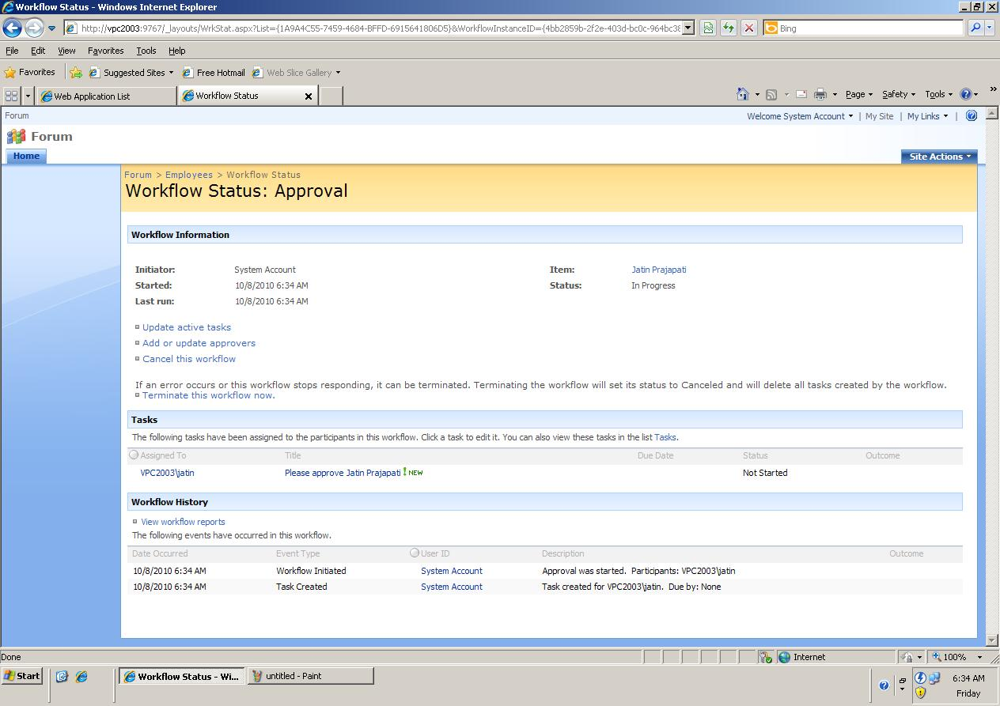 Workflow Status - Windows Internet Explorer
http://vpc2003:9767/_layouts/WrkStat.aspx?List={1A9A4C55-7459-4684-BFFD-6915641806D5}&WorkflowInstanceID={4bb2859b-2f2e-403d-bc0c-964bc38
Bing
File Edit View Favorites Tools Help
Favorites Suggested Sites Free Hotmail Web Slice Gallery
Web Application List Workflow Status Page Safety Tools
Forum Welcome System Account | My Site | My Links |
Forum
Home Site Actions
Forum > Employees > Workflow Status
Workflow Status: Approval
Workflow Information
Initiator: System Account Item: Jatin Prajapati
Started: 10/8/2010 6:34 AM Status: In Progress
Last run: 10/8/2010 6:34 AM
Update active tasks
Add or update approvers
Cancel this workflow
If an error occurs or this workflow stops responding, it can be terminated. Terminating the workflow will set its status to Canceled and will delete all tasks created by the workflow.
Terminate this workflow now.
Tasks
The following tasks have been assigned to the participants in this workflow. Click a task to edit it. You can also view these tasks in the list Tasks.
Assigned To Title Due Date Status Outcome
VPC2003\jatin Please approve Jatin Prajapati ! NEW Not Started
Workflow History
View workflow reports
The following events have occurred in this workflow.
Date Occurred Event Type User ID Description Outcome
10/8/2010 6:34 AM Workflow Initiated System Account Approval was started. Participants: VPC2003\jatin
10/8/2010 6:34 AM Task Created System Account Task created for VPC2003\jatin. Due by: None
Done Internet 100%
Start Workflow Status - Wi... untitled - Paint 6:34 AM
Friday